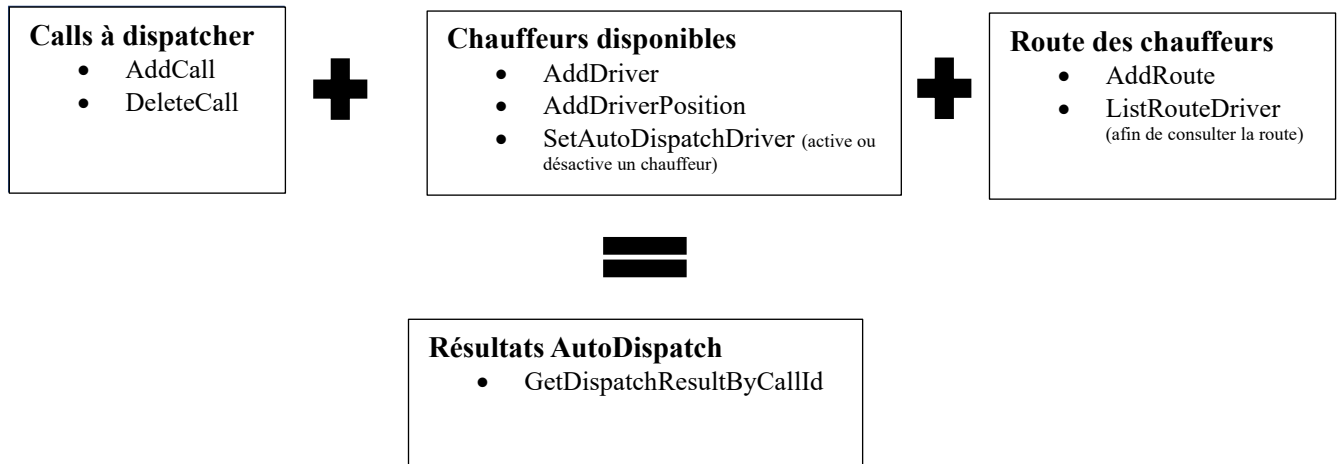 Calls à dispatcher
• AddCall
• DeleteCall
Chauffeurs disponibles
• AddDriver
• AddDriverPosition
• SetAutoDispatchDriver (active ou
désactive un chauffeur)
Route des chauffeurs
• AddRoute
• ListRouteDriver
(afin de consulter la route)
Résultats AutoDispatch
• GetDispatchResultByCallId